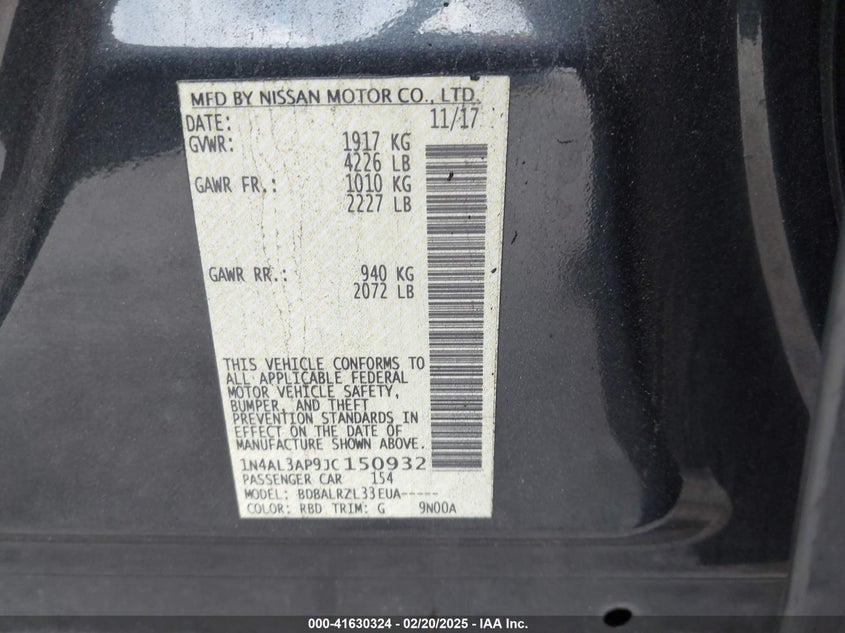 MFD BY NISSAN MOTOR CO., LTD.
DATE: 11/17
GVWR: 1917 KG
4226 LB
GAWR FR.: 1010 KG
2227 LB
GAWR RR.: 940 KG
2072 LB
THIS VEHICLE CONFORMS TO
ALL APPLICABLE FEDERAL
MOTOR VEHICLE SAFETY,
BUMPER, AND THEFT
PREVENTION STANDARDS IN
EFFECT ON THE DATE OF
MANUFACTURE SHOWN ABOVE.
1N4AL3AP9JC150932
PASSENGER CAR 154
MODEL: BDBALRZL33EUA-----
COLOR: RBD TRIM: G 9N00A
000-41630324 - 02/20/2025 - IAA Inc.